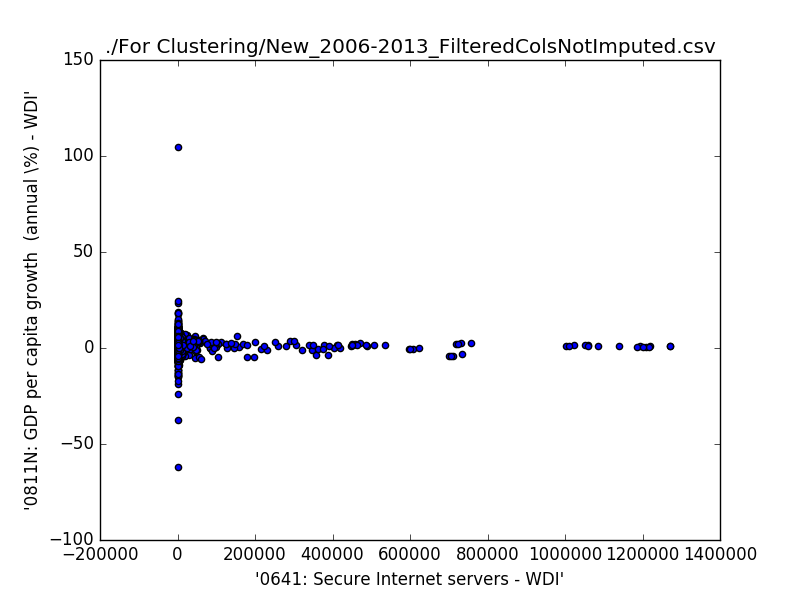 ./For Clustering/New_2006-2013_FilteredColsNotImputed.csv
150
100
50
0
−50
−100
'0811N: GDP per capita growth  (annual \%) - WDI'
−200000 0 200000 400000 600000 800000 1000000 1200000 1400000
'0641: Secure Internet servers - WDI'